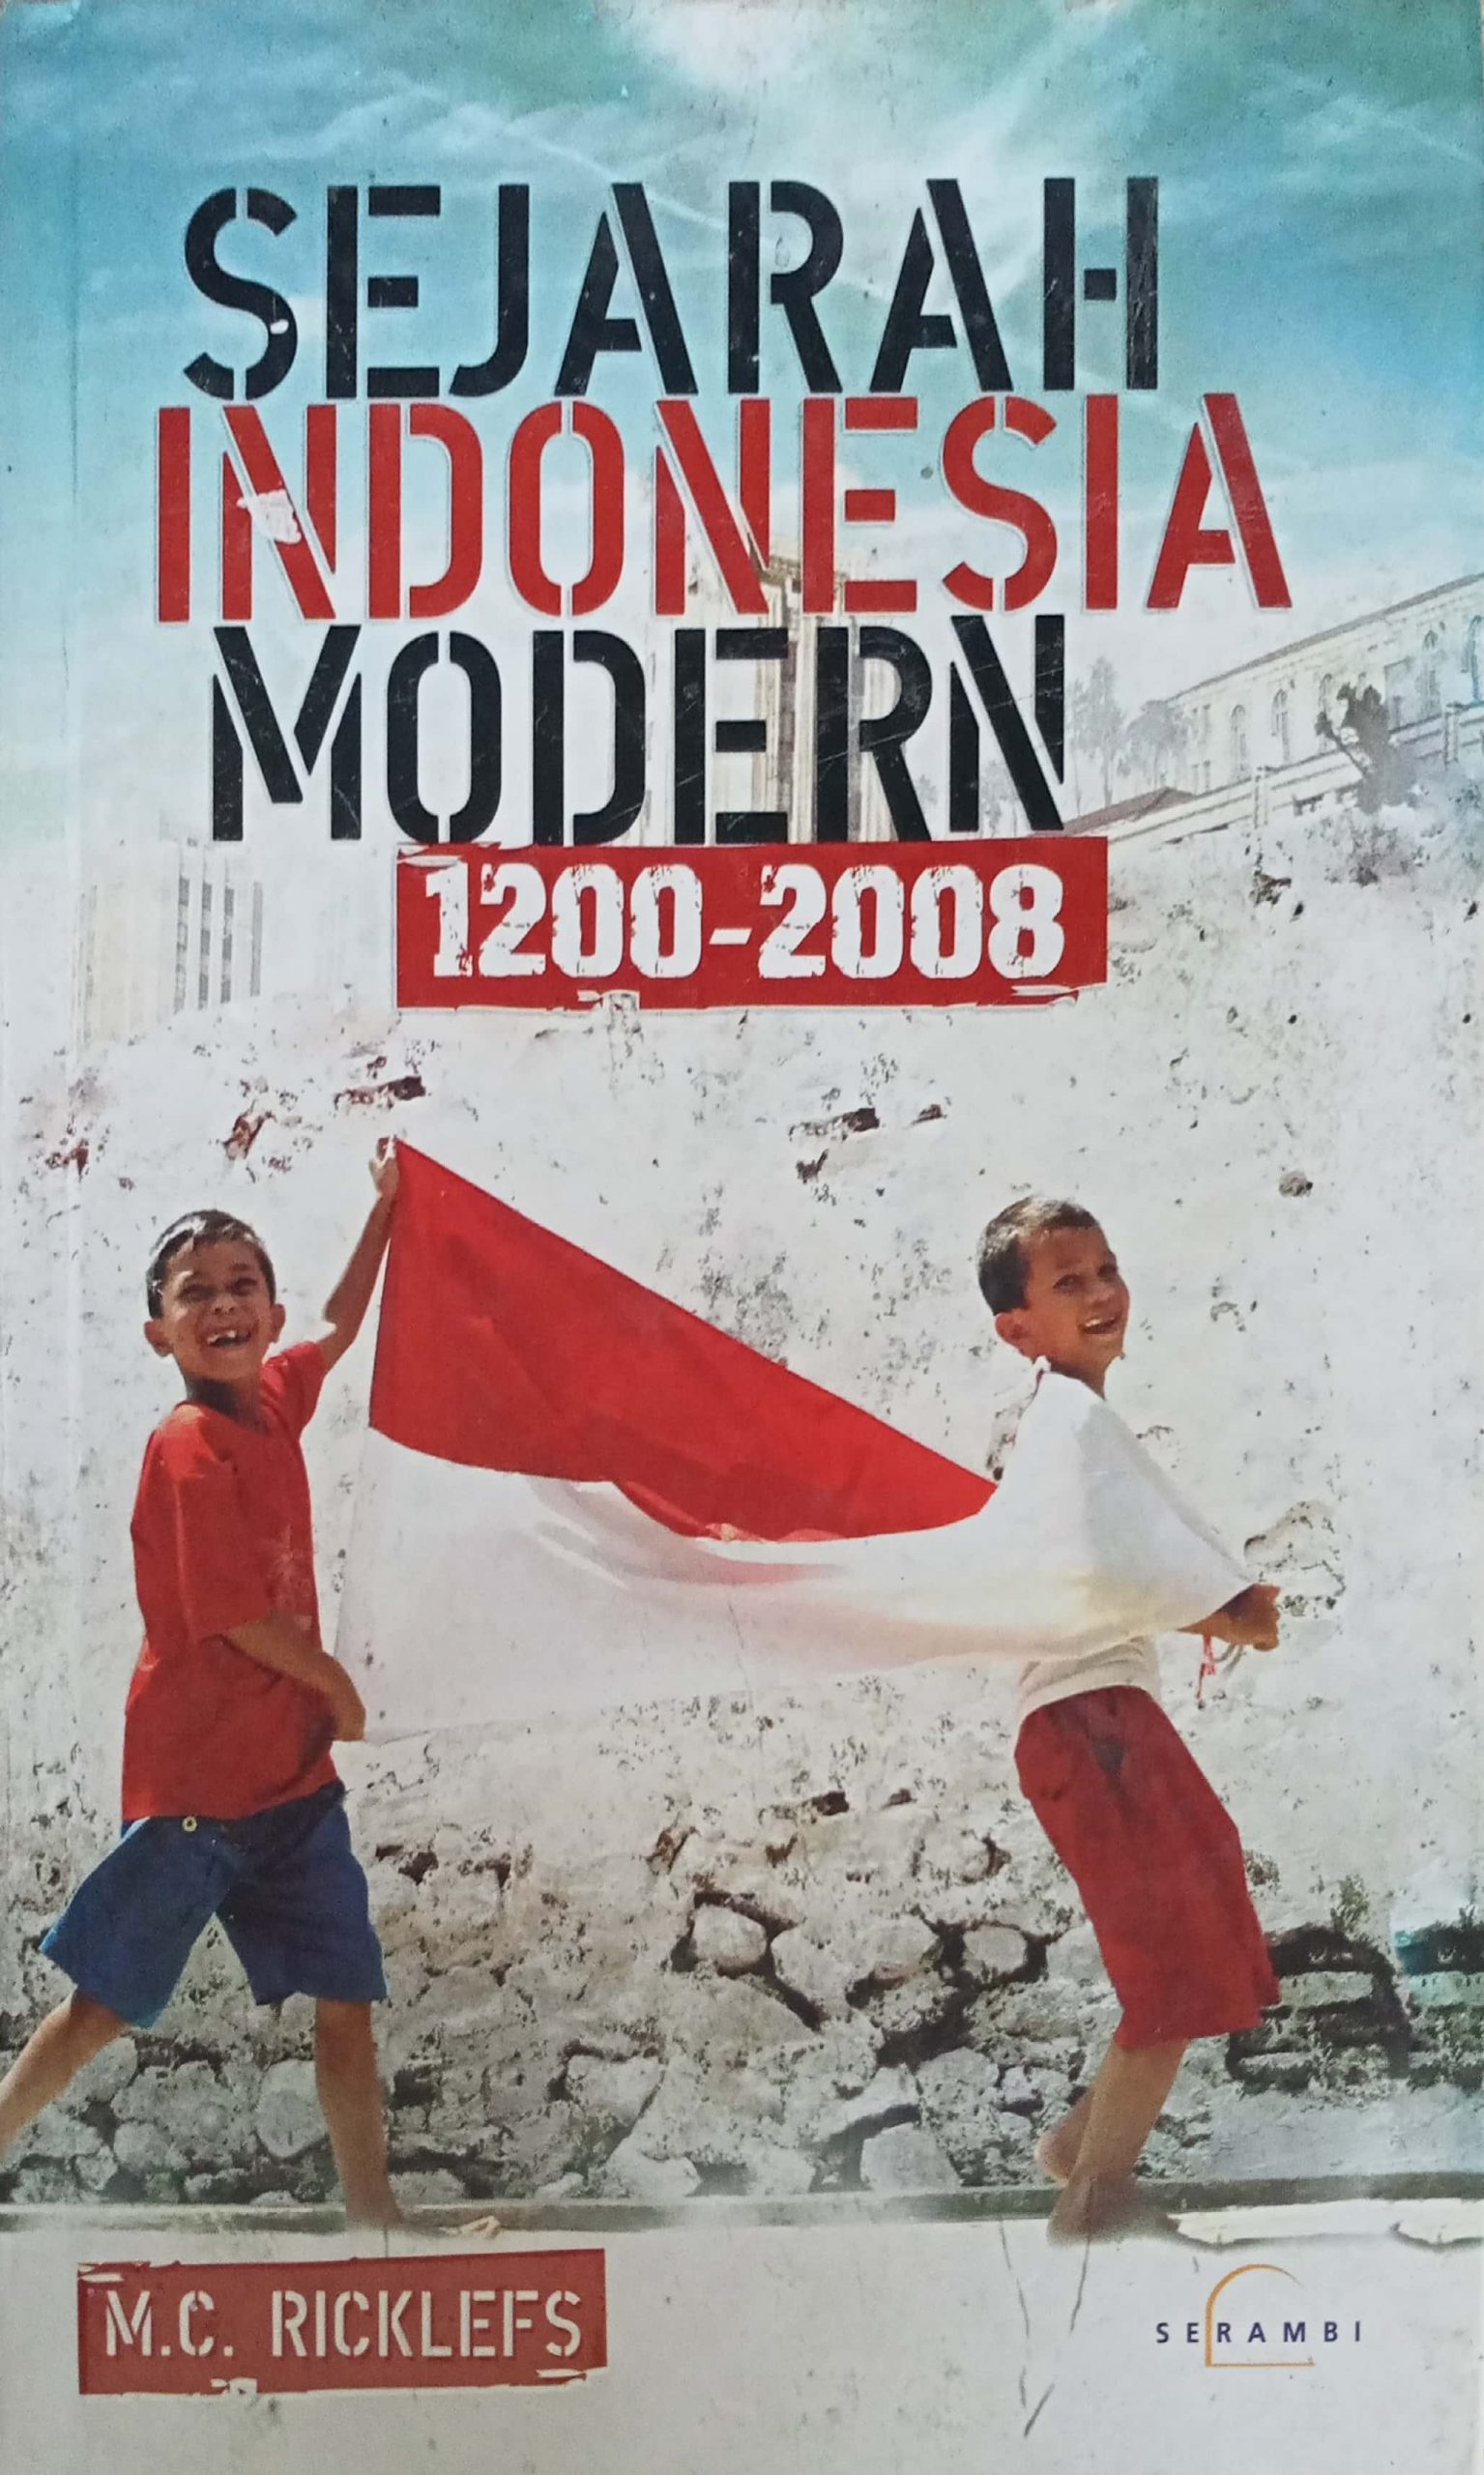 SEJARAH
INDONESIA
MODERN
1200-2008
M.C. RICKLEFS
SERAMBI